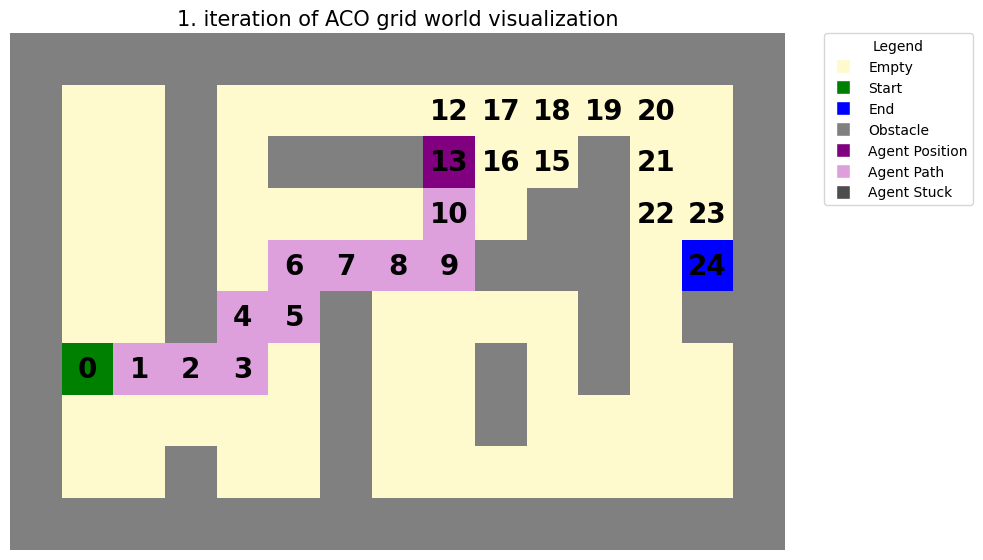 1. iteration of ACO grid world visualization
12 17 18 19 20
13 16 15 21
10 22 23
6 7 8 9 24
4 5
0 1 2 3
Legend
Empty
Start
End
Obstacle
Agent Position
Agent Path
Agent Stuck